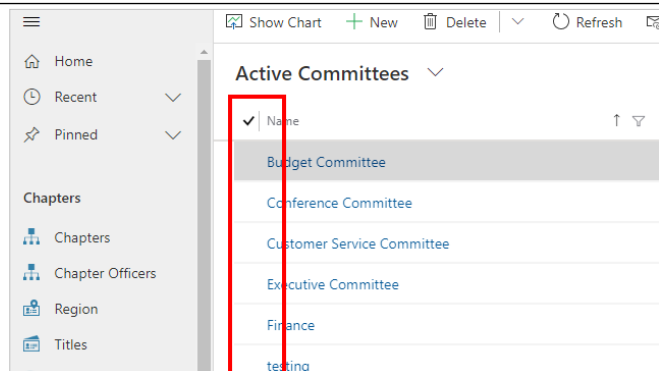 Show Chart New Delete Refresh
Home
Recent
Pinned
Chapters
Chapters
Chapter Officers
Region
Titles
Active Committees
Name
Budget Committee
Conference Committee
Customer Service Committee
Executive Committee
Finance
testing